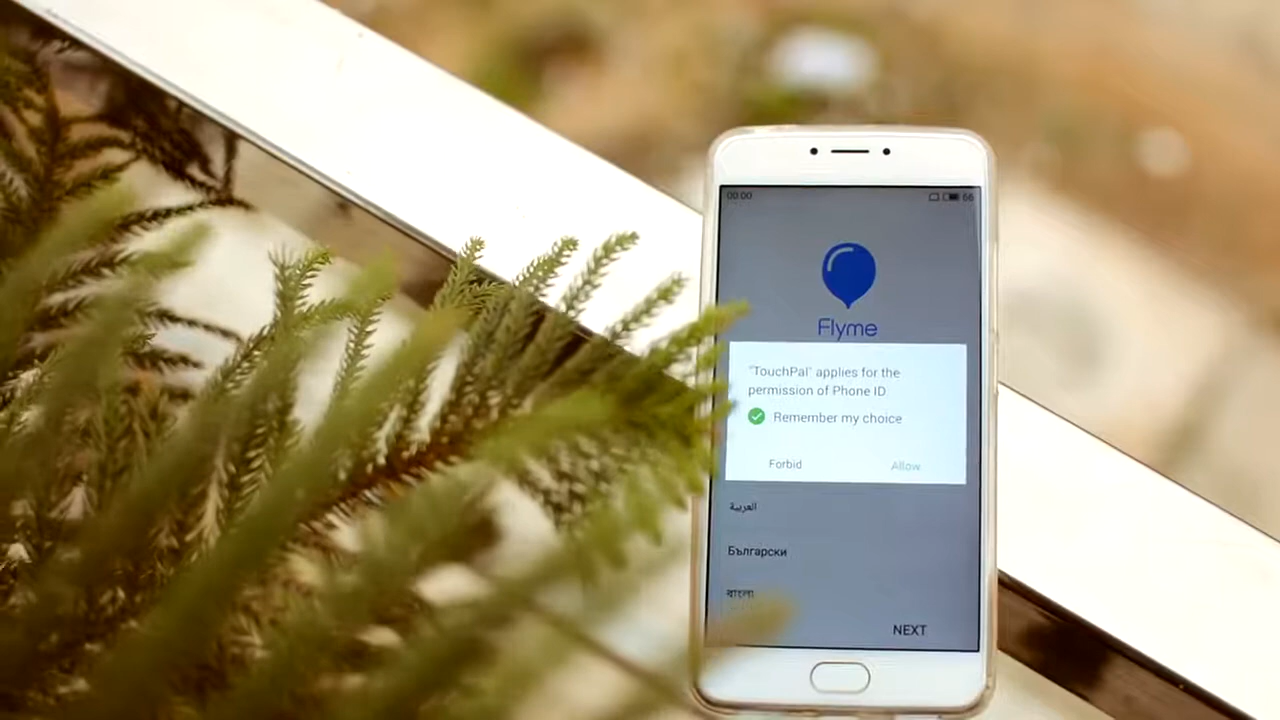 00:00 66
Flyme
"TouchPal" applies for the
permission of Phone ID
Remember my choice
Forbid Allow
العربية
Български
বাংলা
NEXT